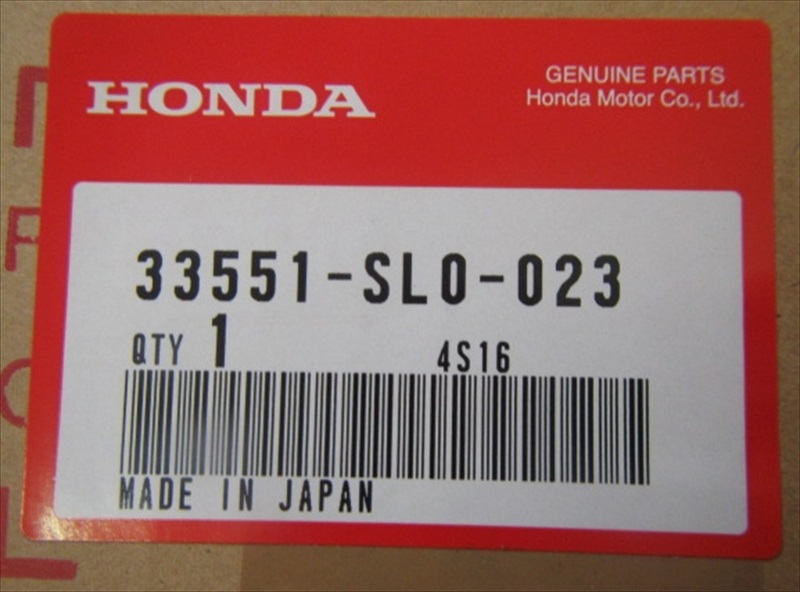 HONDA
GENUINE PARTS
Honda Motor Co., Ltd.
33551-SL0-023
QTY 1 4S16
MADE IN JAPAN